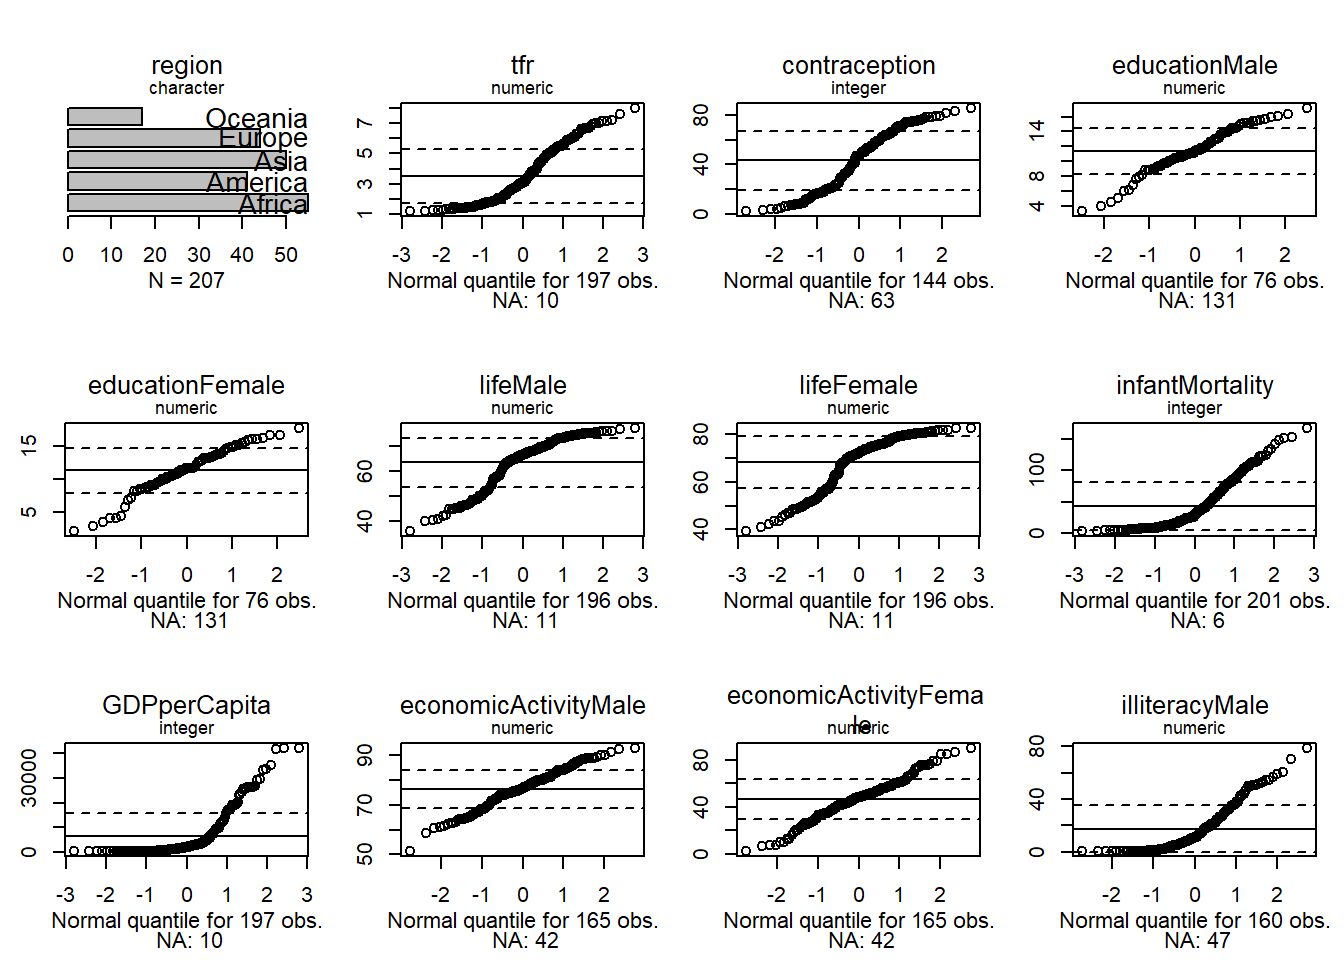 region
character
Oceania
Europe
Asia
America
Africa
0 10 20 30 40 50
N = 207
tfr
numeric
7
5
3
1
-3 -2 -1 0 1 2 3
Normal quantile for 197 obs.
NA: 10
contraception
integer
80
40
0
-2 -1 0 1 2
Normal quantile for 144 obs.
NA: 63
educationMale
numeric
14
8
4
-2 -1 0 1 2
Normal quantile for 76 obs.
NA: 131
educationFemale
numeric
15
5
-2 -1 0 1 2
Normal quantile for 76 obs.
NA: 131
lifeMale
numeric
60
40
-3 -2 -1 0 1 2 3
Normal quantile for 196 obs.
NA: 11
lifeFemale
numeric
80
60
40
-3 -2 -1 0 1 2 3
Normal quantile for 196 obs.
NA: 11
infantMortality
integer
100
0
-3 -2 -1 0 1 2 3
Normal quantile for 201 obs.
NA: 6
GDPperCapita
integer
30000
0
-3 -2 -1 0 1 2 3
Normal quantile for 197 obs.
NA: 10
economicActivityMale
numeric
90
70
50
-2 -1 0 1 2
Normal quantile for 165 obs.
NA: 42
economicActivityFema
le
numeric
80
40
0
-2 -1 0 1 2
Normal quantile for 165 obs.
NA: 42
illiteracyMale
numeric
80
40
0
-2 -1 0 1 2
Normal quantile for 160 obs.
NA: 47